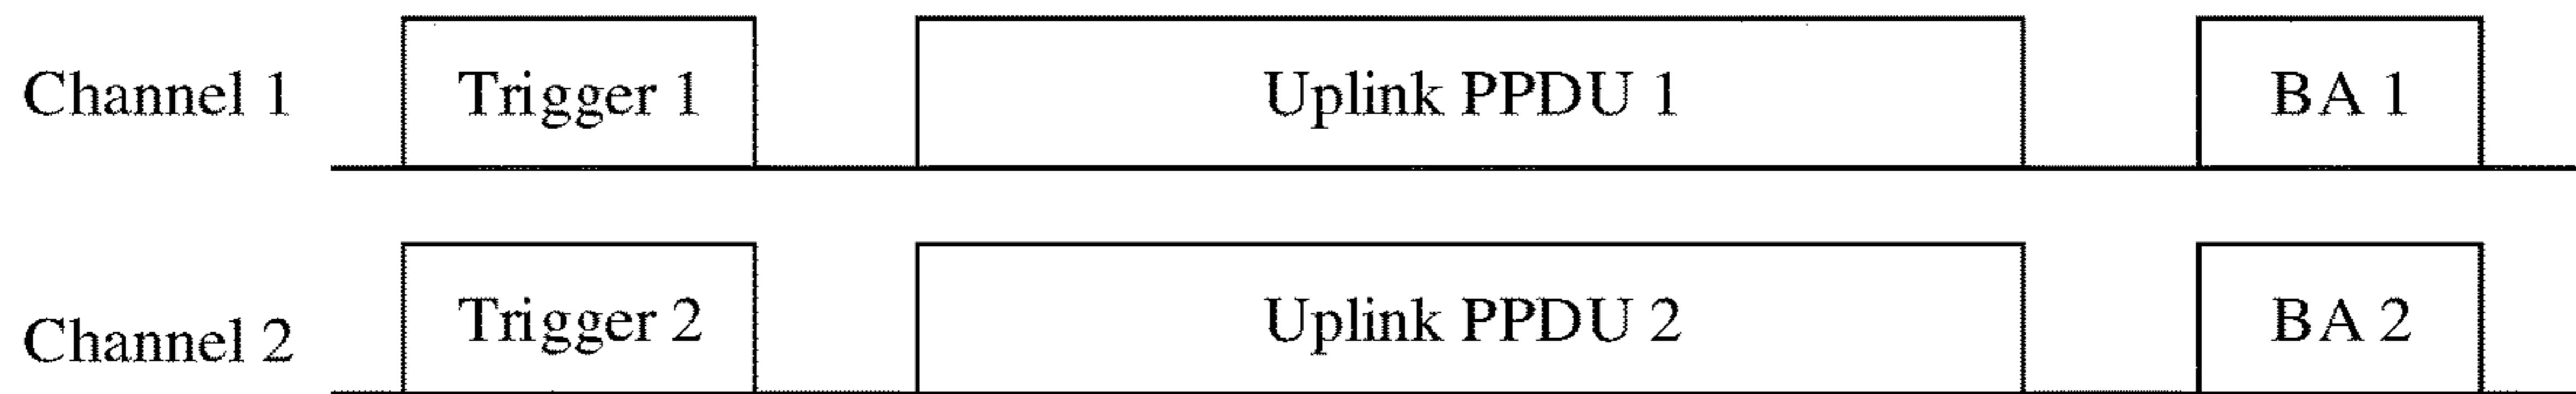 Channel 1 Trigger 1 Uplink PPDU 1 BA 1
Channel 2 Trigger 2 Uplink PPDU 2 BA 2